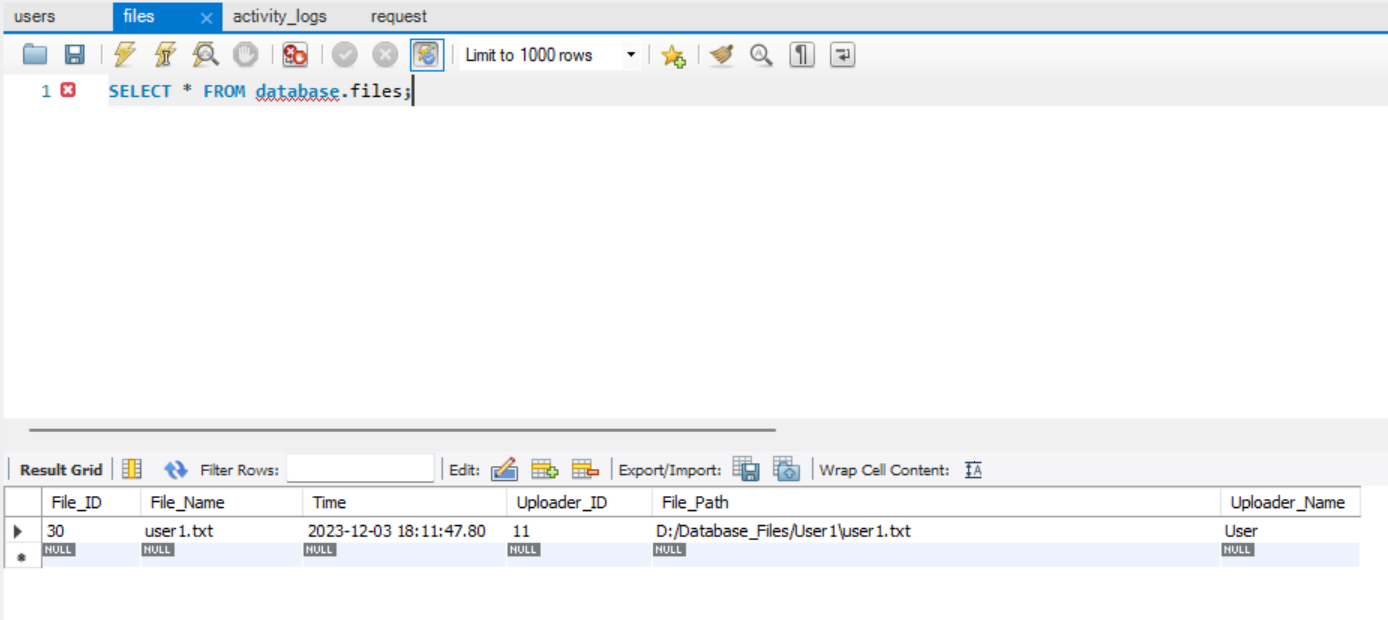 users files activity_logs request
Limit to 1000 rows
1 SELECT * FROM database.files;
Result Grid Filter Rows: Edit: Export/Import: Wrap Cell Content:
File_ID File_Name Time Uploader_ID File_Path Uploader_Name
30 user1.txt 2023-12-03 18:11:47.80 11 D:/Database_Files/User1\user1.txt User
NULL NULL NULL NULL NULL NULL